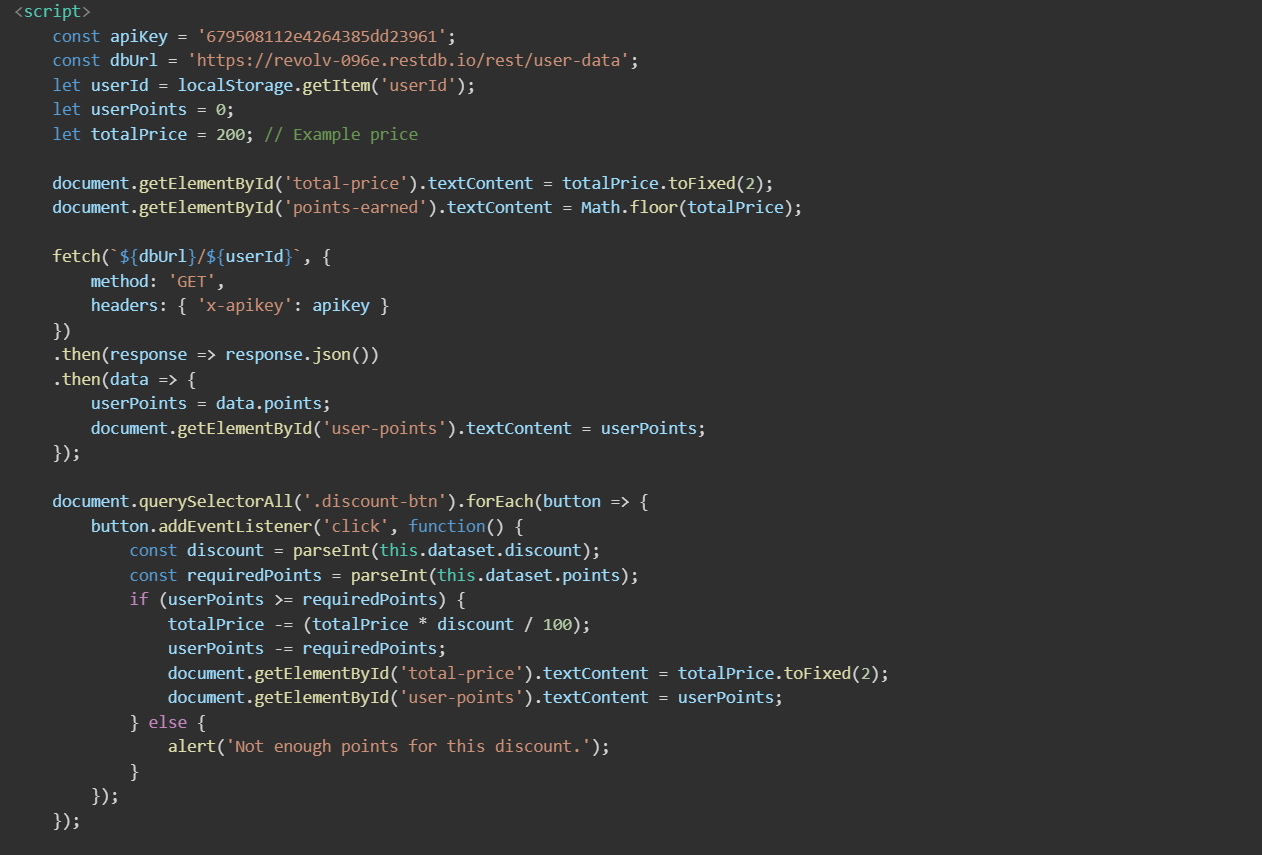 <script>
    const apiKey = '679508112e4264385dd23961';
    const dbUrl = 'https://revolv-096e.restdb.io/rest/user-data';
    let userId = localStorage.getItem('userId');
    let userPoints = 0;
    let totalPrice = 200; // Example price

    document.getElementById('total-price').textContent = totalPrice.toFixed(2);
    document.getElementById('points-earned').textContent = Math.floor(totalPrice);

    fetch(`${dbUrl}/${userId}`, {
        method: 'GET',
        headers: { 'x-apikey': apiKey }
    })
    .then(response => response.json())
    .then(data => {
        userPoints = data.points;
        document.getElementById('user-points').textContent = userPoints;
    });

    document.querySelectorAll('.discount-btn').forEach(button => {
        button.addEventListener('click', function() {
            const discount = parseInt(this.dataset.discount);
            const requiredPoints = parseInt(this.dataset.points);
            if (userPoints >= requiredPoints) {
                totalPrice -= (totalPrice * discount / 100);
                userPoints -= requiredPoints;
                document.getElementById('total-price').textContent = totalPrice.toFixed(2);
                document.getElementById('user-points').textContent = userPoints;
            } else {
                alert('Not enough points for this discount.');
            }
        });
    });